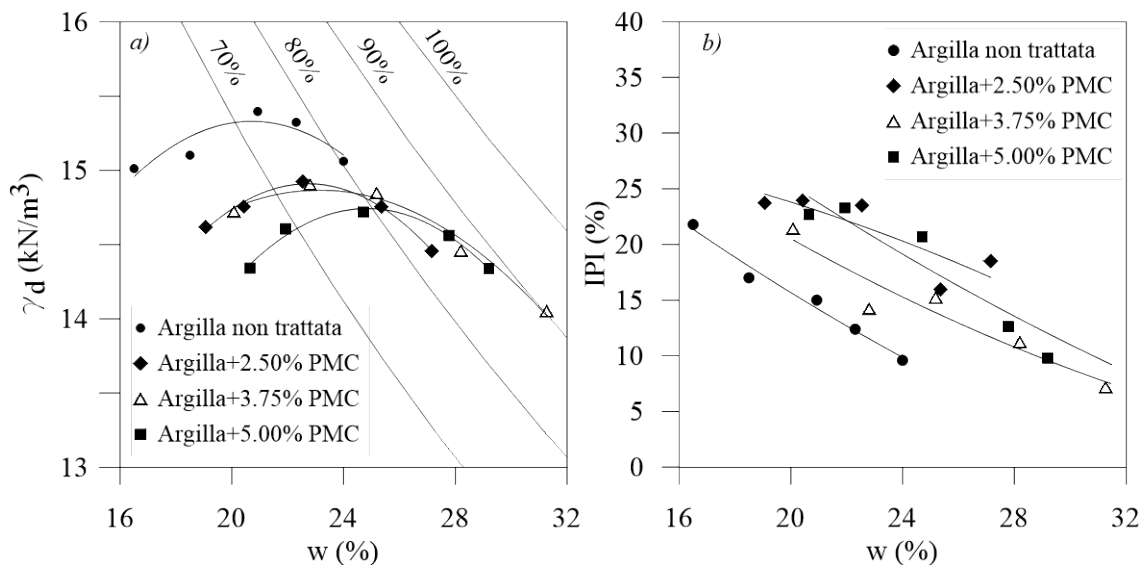 a)
70%
80%
90%
100%
16
15
14
13
γd (kN/m³)
Argilla non trattata
Argilla+2.50% PMC
Argilla+3.75% PMC
Argilla+5.00% PMC
16 20 24 28 32
w (%)
b)
40
35
30
25
20
15
10
5
0
IPI (%)
Argilla non trattata
Argilla+2.50% PMC
Argilla+3.75% PMC
Argilla+5.00% PMC
16 20 24 28 32
w (%)